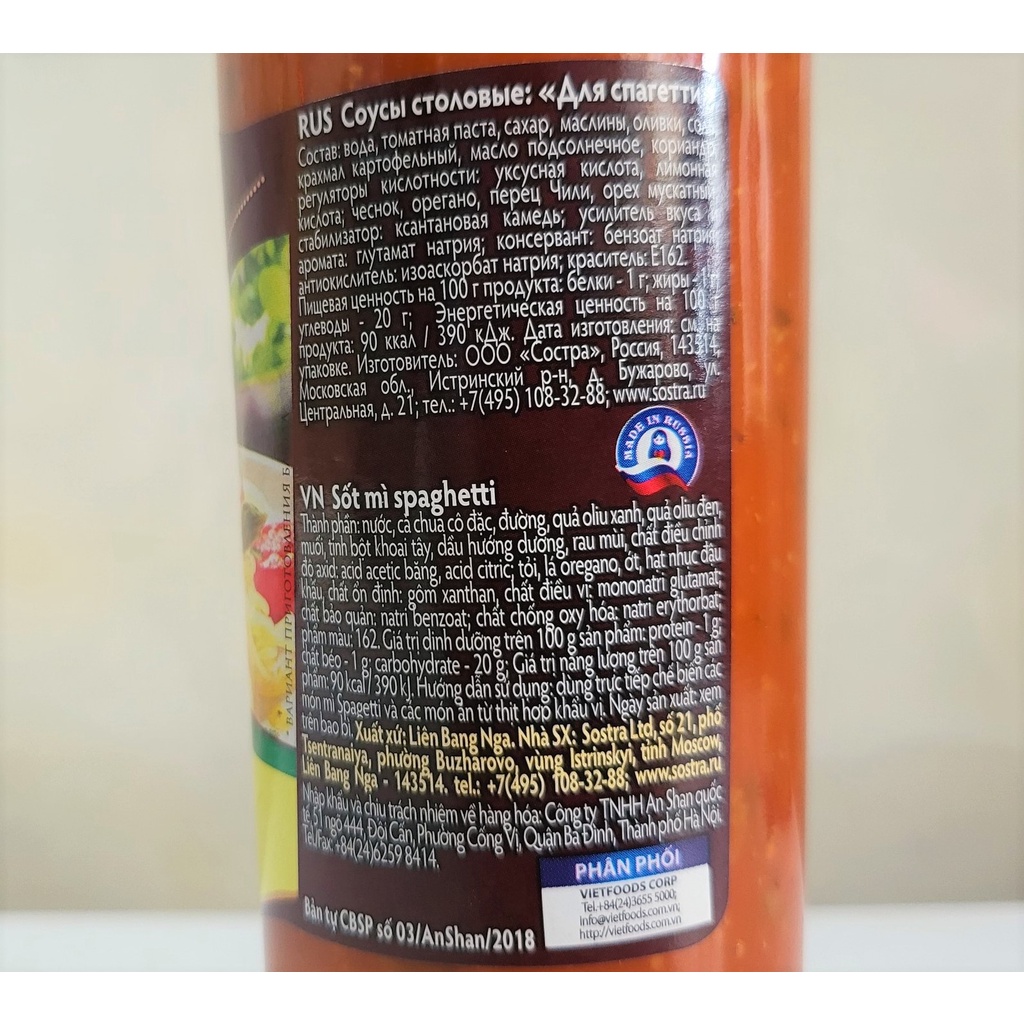 RUS Соусы столовые: «Для спагетти»
Состав: вода, томатная паста, сахар, маслины, оливки,
крахмал картофельный, масло подсолнечное, кориандр,
регуляторы кислотности: уксусная кислота, лимонная
кислота; чеснок, орегано, перец Чили, орех мускатный,
стабилизатор: ксантановая камедь; усилитель вкуса и
аромата: глутамат натрия; консервант: бензоат натрия;
антиокислитель: изоаскорбат натрия; краситель: Е162.
Пищевая ценность на 100 г продукта: белки - 1 г; жиры - 1 г;
углеводы - 20 г; Энергетическая ценность на 100 г
продукта: 90 ккал / 390 кДж. Дата изготовления: см. на
упаковке. Изготовитель: ООО «Состра», Россия, 143514,
Московская обл., Истринский р-н, д. Бужарово, ул.
Центральная, д. 21; тел.: +7(495) 108-32-88; www.sostra.ru
MADE IN RUSSIA
* ВАРИАНТ ПРИГОТОВЛЕНИЯ Б
VN Sốt mì spaghetti
Thành phần: nước, cà chua cô đặc, đường, quả oliu xanh, quả oliu đen,
muối, tinh bột khoai tây, dầu hướng dương, rau mùi, chất điều chỉnh
độ axid: acid acetic băng, acid citric; tỏi, lá oregano, ớt, hạt nhục đậu
khấu, chất ổn định: gôm xanthan, chất điều vị: mononatri glutamat;
chất bảo quản: natri benzoat; chất chống oxy hóa: natri erythorbat;
phẩm màu: 162. Giá trị dinh dưỡng trên 100 g sản phẩm: protein - 1 g;
chất béo - 1 g; carbohydrate - 20 g; Giá trị năng lượng trên 100 g sản
phẩm: 90 kcal / 390 kJ. Hướng dẫn sử dụng: dùng trực tiếp chế biến các
món mì Spagetti và các món ăn từ thịt hợp khẩu vị. Ngày sản xuất: xem
trên bao bì. Xuất xứ: Liên Bang Nga. Nhà SX: Sostra Ltd, số 21, phố
Tsentranaiya, phường Buzharovo, vùng Istrinskyi, tỉnh Moscow,
Liên Bang Nga - 143514. tel.: +7(495) 108-32-88; www.sostra.ru
Nhập khẩu và chịu trách nhiệm về hàng hóa: Công ty TNHH An Shan quốc
tế, 51 ngõ 444, Đội Cấn, Phường Cống Vị, Quận Ba Đình, Thành phố Hà Nội.
Tel./Fax: +84(24)6259 8414.
Bản tự CBSP số 03/AnShan/2018
PHÂN PHỐI
VIETFOODS CORP
Tel.+84(24)3655 5000;
Info@vietfoods.com.vn;
http://vietfoods.com.vn